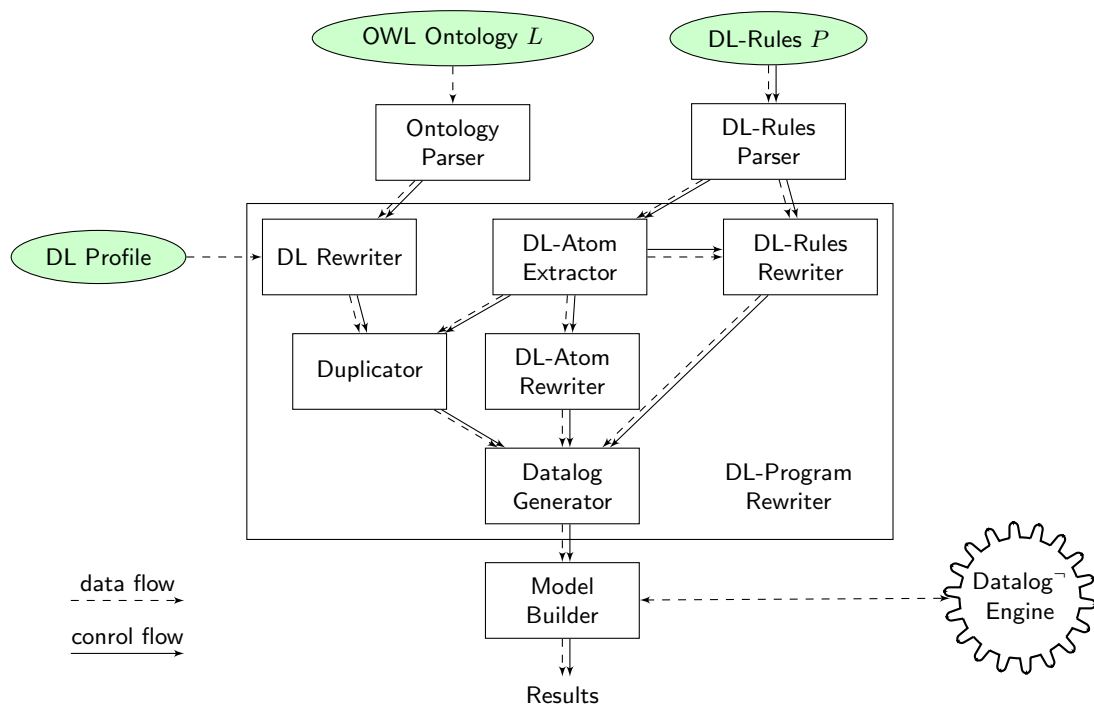 OWL Ontology L
DL-Rules P
Ontology
Parser
DL-Rules
Parser
DL Profile
DL Rewriter
DL-Atom
Extractor
DL-Rules
Rewriter
Duplicator
DL-Atom
Rewriter
Datalog
Generator
DL-Program
Rewriter
data flow
conrol flow
Model
Builder
Datalog¬
Engine
Results